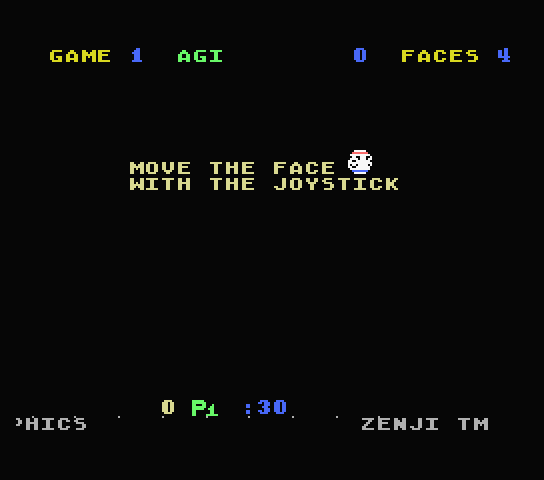 GAME 1 AGI 0 FACES 4
MOVE THE FACE
WITH THE JOYSTICK
0 P1 :30
HICS ZENJI TM